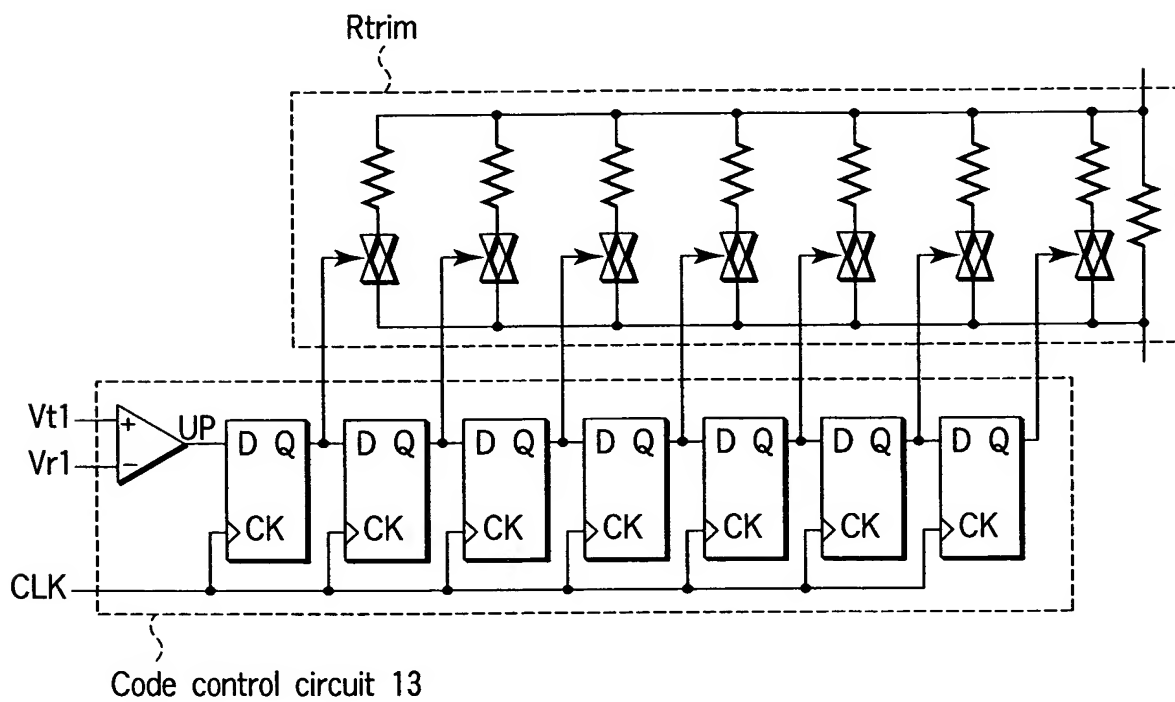 Rtrim
Vt1
+
UP
Vr1
−
D Q D Q D Q D Q D Q D Q D Q
CK CK CK CK CK CK CK
CLK
Code control circuit 13